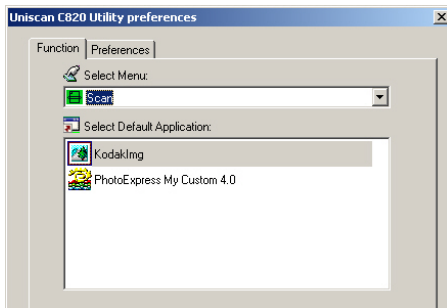 Uniscan C820 Utility preferences
Function Preferences
Select Menu:
Scan
Select Default Application:
KodakImg
PhotoExpress My Custom 4.0